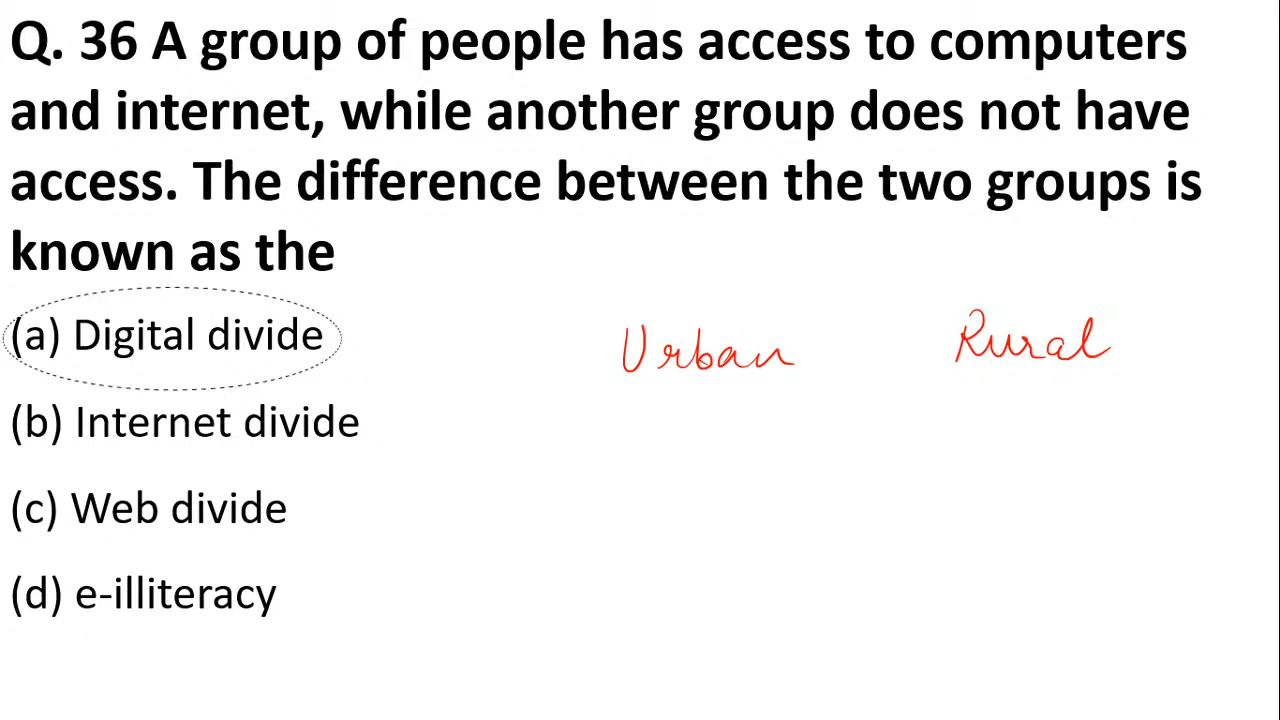 Q. 36 A group of people has access to computers
and internet, while another group does not have
access. The difference between the two groups is
known as the
(a) Digital divide
Urban Rural
(b) Internet divide
(c) Web divide
(d) e-illiteracy